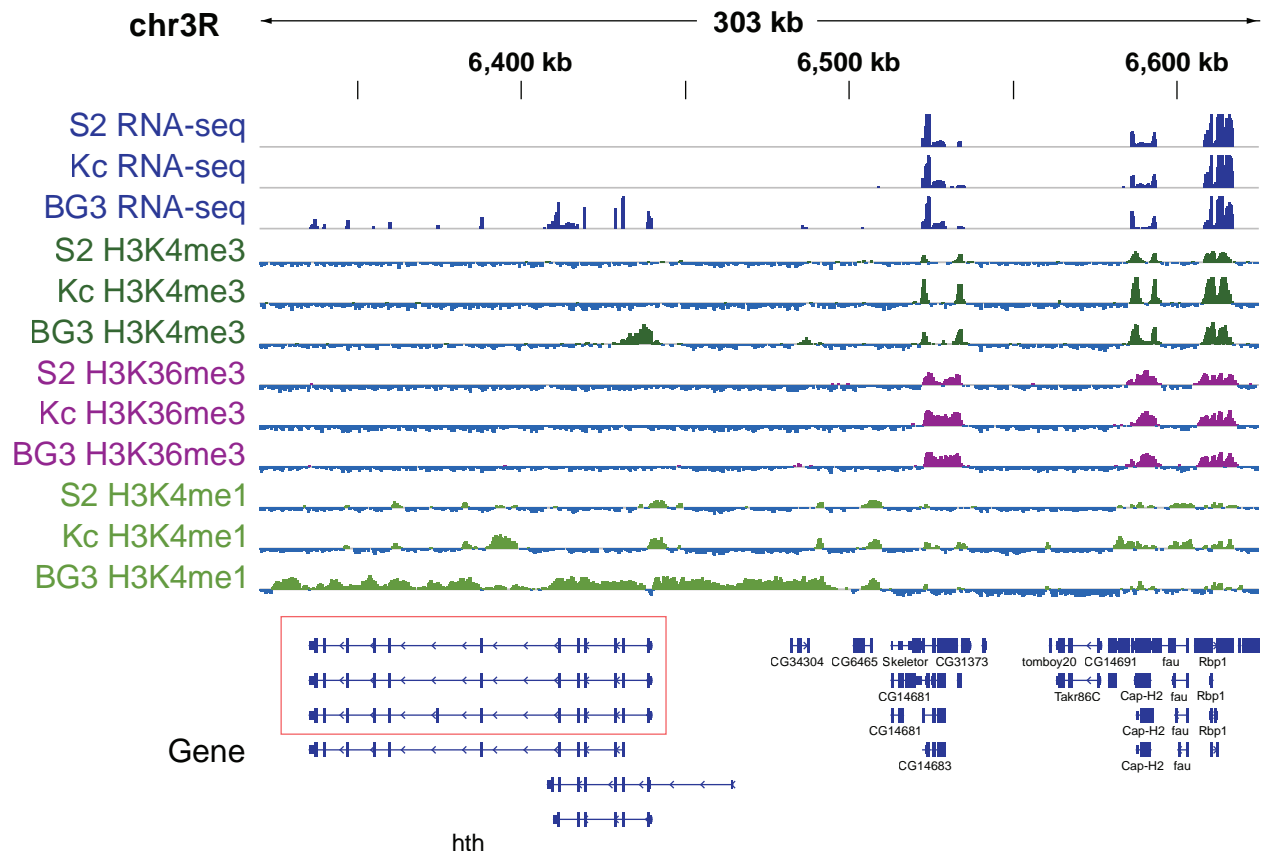 chr3R 303 kb
6,400 kb 6,500 kb 6,600 kb
S2 RNA-seq
Kc RNA-seq
BG3 RNA-seq
S2 H3K4me3
Kc H3K4me3
BG3 H3K4me3
S2 H3K36me3
Kc H3K36me3
BG3 H3K36me3
S2 H3K4me1
Kc H3K4me1
BG3 H3K4me1
CG34304 CG6465 Skeletor CG31373 tomboy20 CG14691 fau Rbp1
CG14681 Takr86C Cap-H2 fau Rbp1
CG14681 Cap-H2 fau Rbp1
Gene
CG14683 Cap-H2 fau
hth